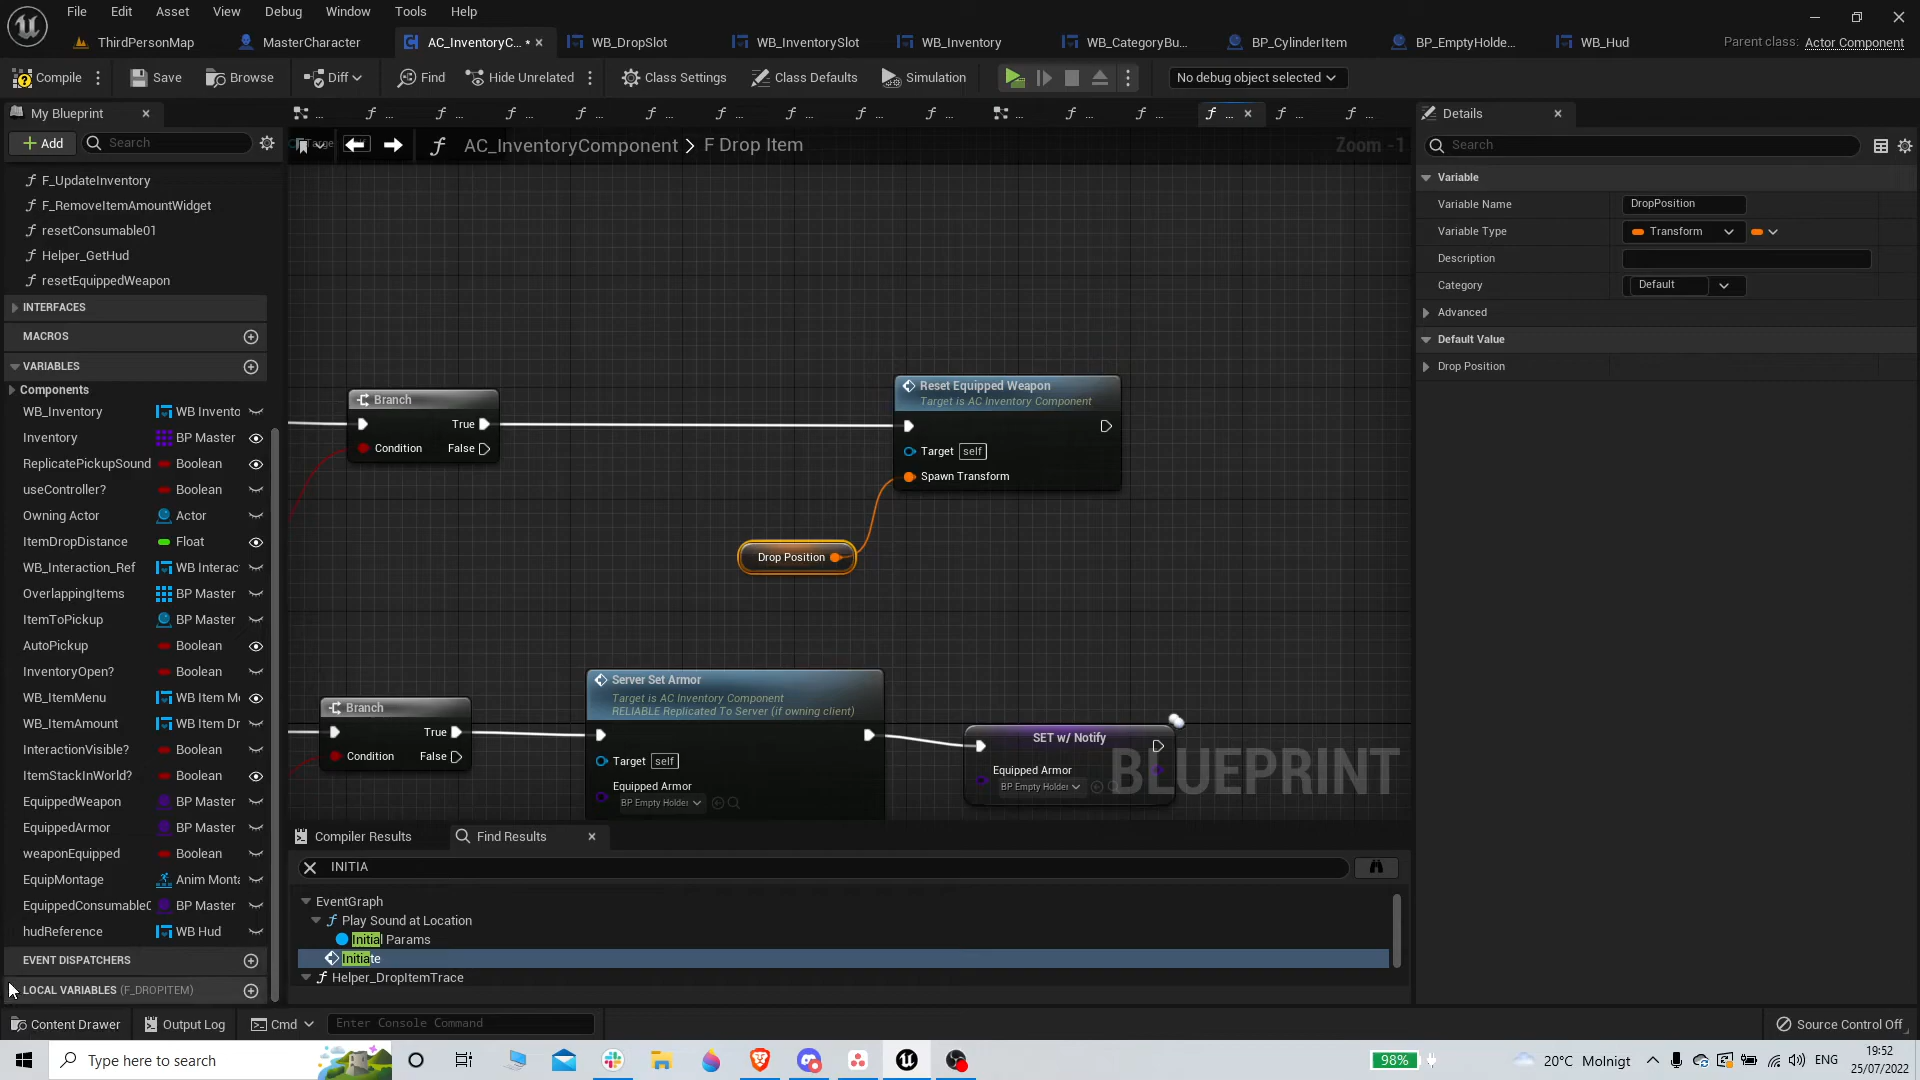 File Edit Asset View Debug Window Tools Help
ThirdPersonMap MasterCharacter AC_InventoryC... * WB_DropSlot WB_InventorySlot WB_Inventory WB_CategoryBu... BP_CylinderItem BP_EmptyHolde... WB_Hud Parent class: Actor Component
Compile Save Browse Diff Find Hide Unrelated Class Settings Class Defaults Simulation No debug object selected
My Blueprint
Details
Add Search
AC_InventoryComponent > F Drop Item
Zoom -1
Search
F_UpdateInventory
F_RemoveItemAmountWidget
resetConsumable01
Helper_GetHud
resetEquippedWeapon
INTERFACES
MACROS
VARIABLES
Components
WB_Inventory WB Invento
Inventory BP Master
ReplicatePickupSound Boolean
useController? Boolean
Owning Actor Actor
ItemDropDistance Float
WB_Interaction_Ref WB Interac
OverlappingItems BP Master
ItemToPickup BP Master
AutoPickup Boolean
InventoryOpen? Boolean
WB_ItemMenu WB Item Me
WB_ItemAmount WB Item Dr
InteractionVisible? Boolean
ItemStackInWorld? Boolean
EquippedWeapon BP Master
EquippedArmor BP Master
weaponEquipped Boolean
EquipMontage Anim Monta
EquippedConsumable0 BP Master
hudReference WB Hud
EVENT DISPATCHERS
LOCAL VARIABLES (F_DROPITEM)
Branch
True
Condition False
Reset Equipped Weapon
Target is AC Inventory Component
Target self
Spawn Transform
Drop Position
Branch
True
Condition False
Server Set Armor
Target is AC Inventory Component
RELIABLE Replicated To Server (if owning client)
Target self
Equipped Armor
BP Empty Holder
SET w/ Notify
Equipped Armor
BP Empty Holder
BLUEPRINT
Compiler Results Find Results
INITIA
EventGraph
Play Sound at Location
Initial Params
Initiate
Helper_DropItemTrace
Variable
Variable Name DropPosition
Variable Type Transform
Description
Category Default
Advanced
Default Value
Drop Position
Content Drawer Output Log Cmd Enter Console Command Source Control Off
Type here to search 98% 20°C Molnigt ENG 19:52
25/07/2022